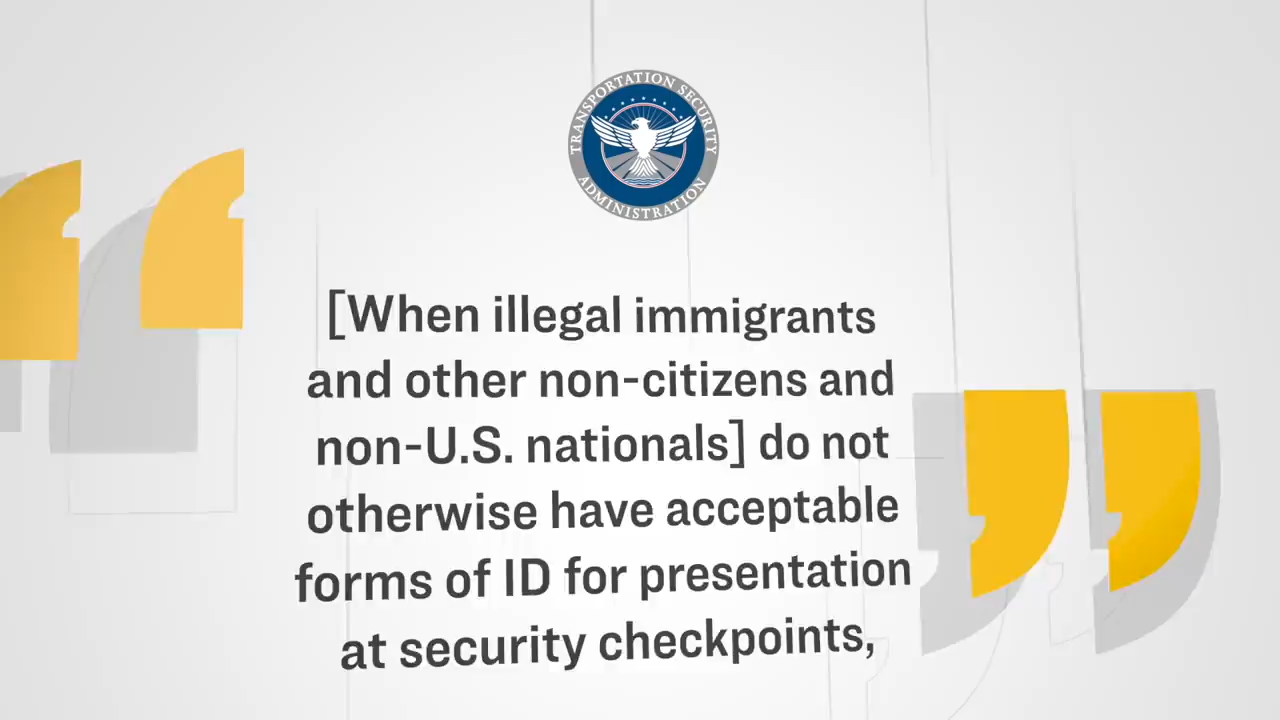 TRANSPORTATION SECURITY
ADMINISTRATION
[When illegal immigrants
and other non-citizens and
non-U.S. nationals] do not
otherwise have acceptable
forms of ID for presentation
at security checkpoints,